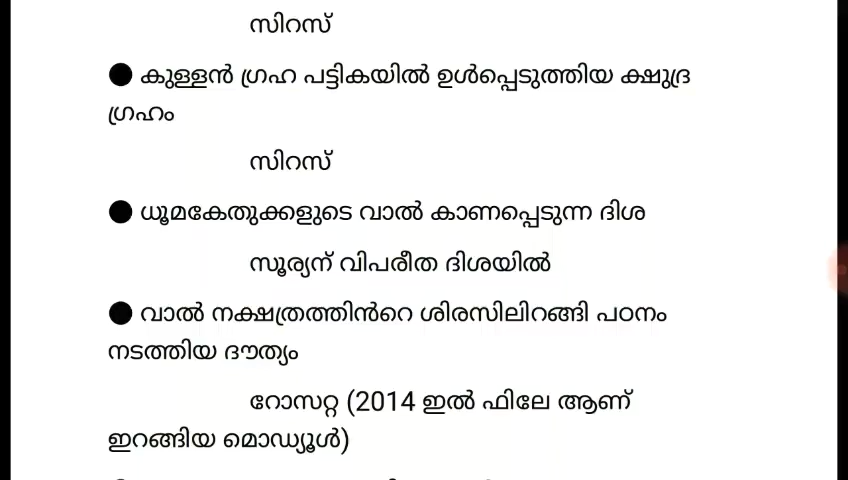 സിറസ്
● കുള്ളൻ ഗ്രഹ പട്ടികയിൽ ഉൾപ്പെടുത്തിയ ക്ഷുദ്ര
ഗ്രഹം
സിറസ്
● ധൂമകേതുക്കളുടെ വാൽ കാണപ്പെടുന്ന ദിശ
സൂര്യന് വിപരീത ദിശയിൽ
● വാൽ നക്ഷത്രത്തിൻറെ ശിരസിലിറങ്ങി പഠനം
നടത്തിയ ദൗത്യം
റോസറ്റ (2014 ഇൽ ഫിലേ ആണ്
ഇറങ്ങിയ മൊഡ്യൂൾ)